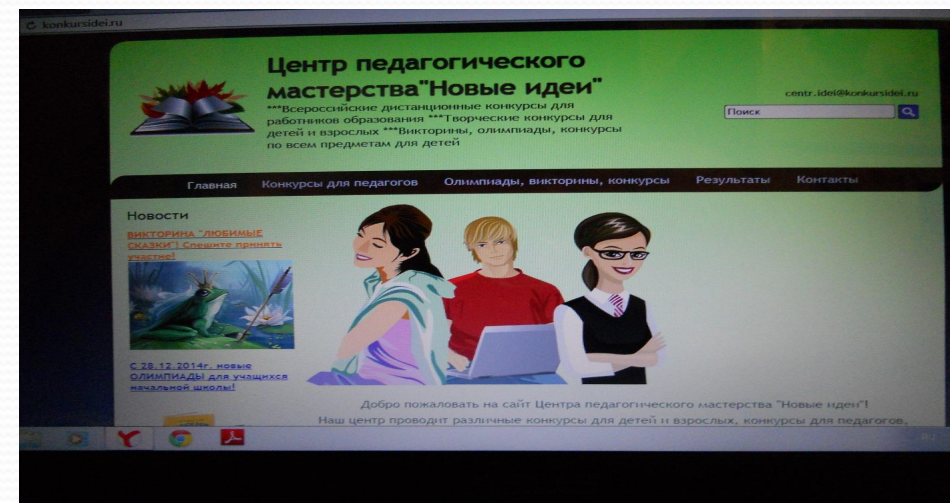 konkursidei.ru
Центр педагогического
мастерства"Новые идеи"
***Всероссийские дистанционные конкурсы для
работников образования ***Творческие конкурсы для
детей и взрослых ***Викторины, олимпиады, конкурсы
по всем предметам для детей
centr.idei@konkursidei.ru
Поиск
Главная Конкурсы для педагогов Олимпиады, викторины, конкурсы Результаты Контакты
Новости
ВИКТОРИНА "ЛЮБИМЫЕ
СКАЗКИ"! Спешите принять
участие!
С 28.12.2014г. новые
ОЛИМПИАДЫ для учащихся
начальной школы!
Добро пожаловать на сайт Центра педагогического мастерства "Новые идеи"!
Наш центр проводит различные конкурсы для детей и взрослых, конкурсы для педагогов,
RU